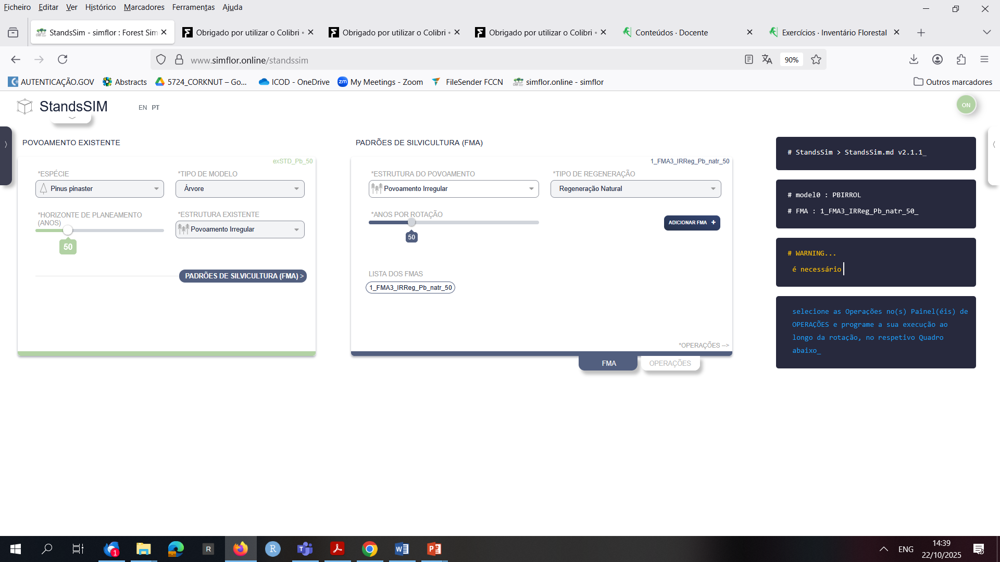 Ficheiro Editar Ver Histórico Marcadores Ferramentas Ajuda
StandsSim - simflor : Forest Sim
Obrigado por utilizar o Colibri •
Obrigado por utilizar o Colibri •
Obrigado por utilizar o Colibri •
Conteúdos · Docente
Exercícios · Inventário Florestal
www.simflor.online/standssim
90%
AUTENTICAÇÃO.GOV
Abstracts
5724_CORKNUT – Go...
ICOD - OneDrive
zm My Meetings - Zoom
FileSender FCCN
simflor.online - simflor
Outros marcadores
StandsSIM
EN PT
ON
POVOAMENTO EXISTENTE
exSTD_Pb_50
*ESPÉCIE
*TIPO DE MODELO
Pinus pinaster
Árvore
*HORIZONTE DE PLANEAMENTO
(ANOS)
*ESTRUTURA EXISTENTE
Povoamento Irregular
50
PADRÕES DE SILVICULTURA (FMA) >
PADRÕES DE SILVICULTURA (FMA)
1_FMA3_IRReg_Pb_natr_50
*ESTRUTURA DO POVOAMENTO
*TIPO DE REGENERAÇÃO
Povoamento Irregular
Regeneração Natural
*ANOS POR ROTAÇÃO
50
ADICIONAR FMA +
LISTA DOS FMAS
1_FMA3_IRReg_Pb_natr_50
*OPERAÇÕES -->
FMA
OPERAÇÕES
# StandsSim > StandsSim.md v2.1.1_
# model0 : PBIRROL
# FMA : 1_FMA3_IRReg_Pb_natr_50_
# WARNING...
é necessário
selecione as Operações no(s) Painel(éis) de
OPERAÇÕES e programe a sua execução ao
longo da rotação, no respetivo Quadro
abaixo_
1
R
R
ENG
14:39
22/10/2025